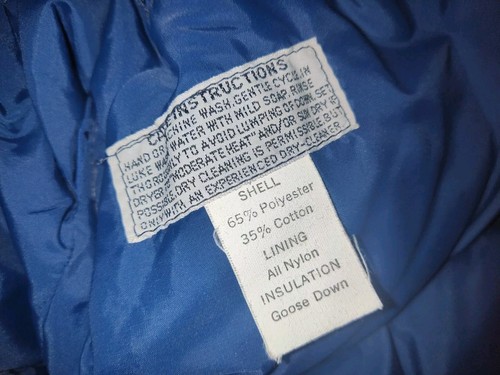 INSTRUCTIONS
HAND OR MACHINE WASH, GENTLE CYCLE, IN
LUKE WARM WATER WITH MILD SOAP. RINSE
THOROUGHLY TO AVOID LUMPING OF DOWN. SET
DRYER "MODERATE HEAT" AND/OR SUN DRY IF
POSSIBLE. DRY CLEANING IS PERMISSIBLE, BUT
ONLY WITH AN EXPERIENCED DRY-CLEANER
SHELL
65% Polyester
35% Cotton
LINING
All Nylon
INSULATION
Goose Down